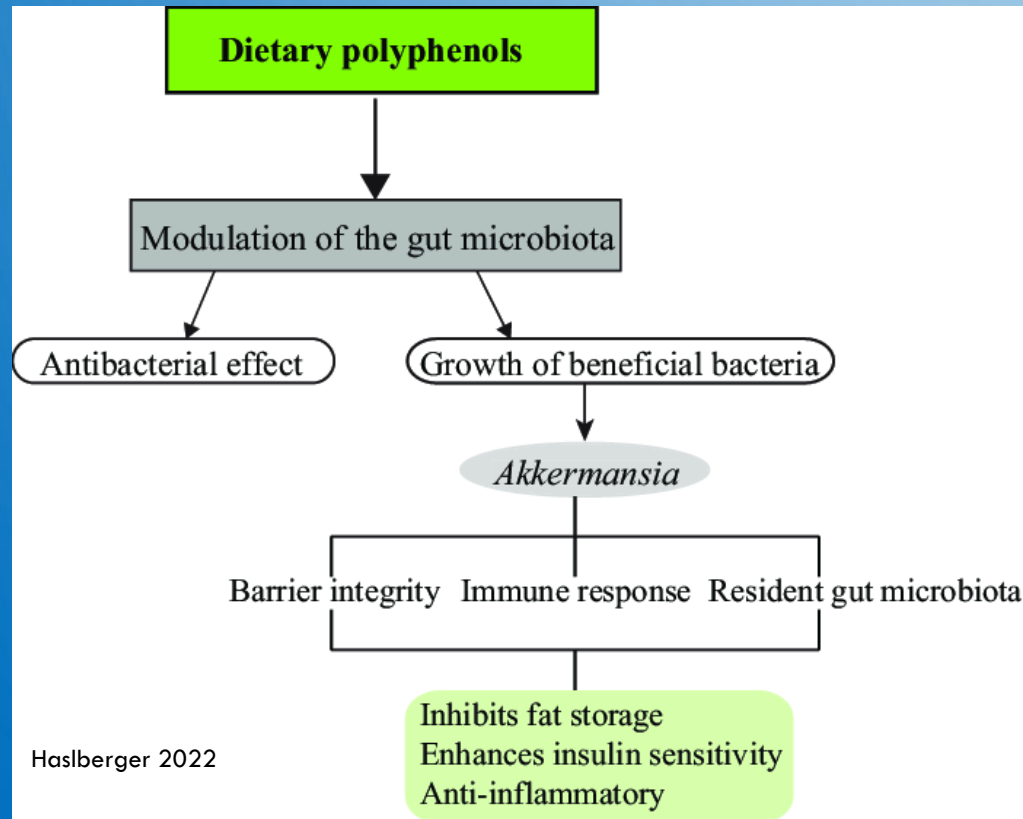 Dietary polyphenols
Modulation of the gut microbiota
Antibacterial effect
Growth of beneficial bacteria
Akkermansia
Barrier integrity
Immune response
Resident gut microbiota
Inhibits fat storage
Enhances insulin sensitivity
Anti-inflammatory
Haslberger 2022